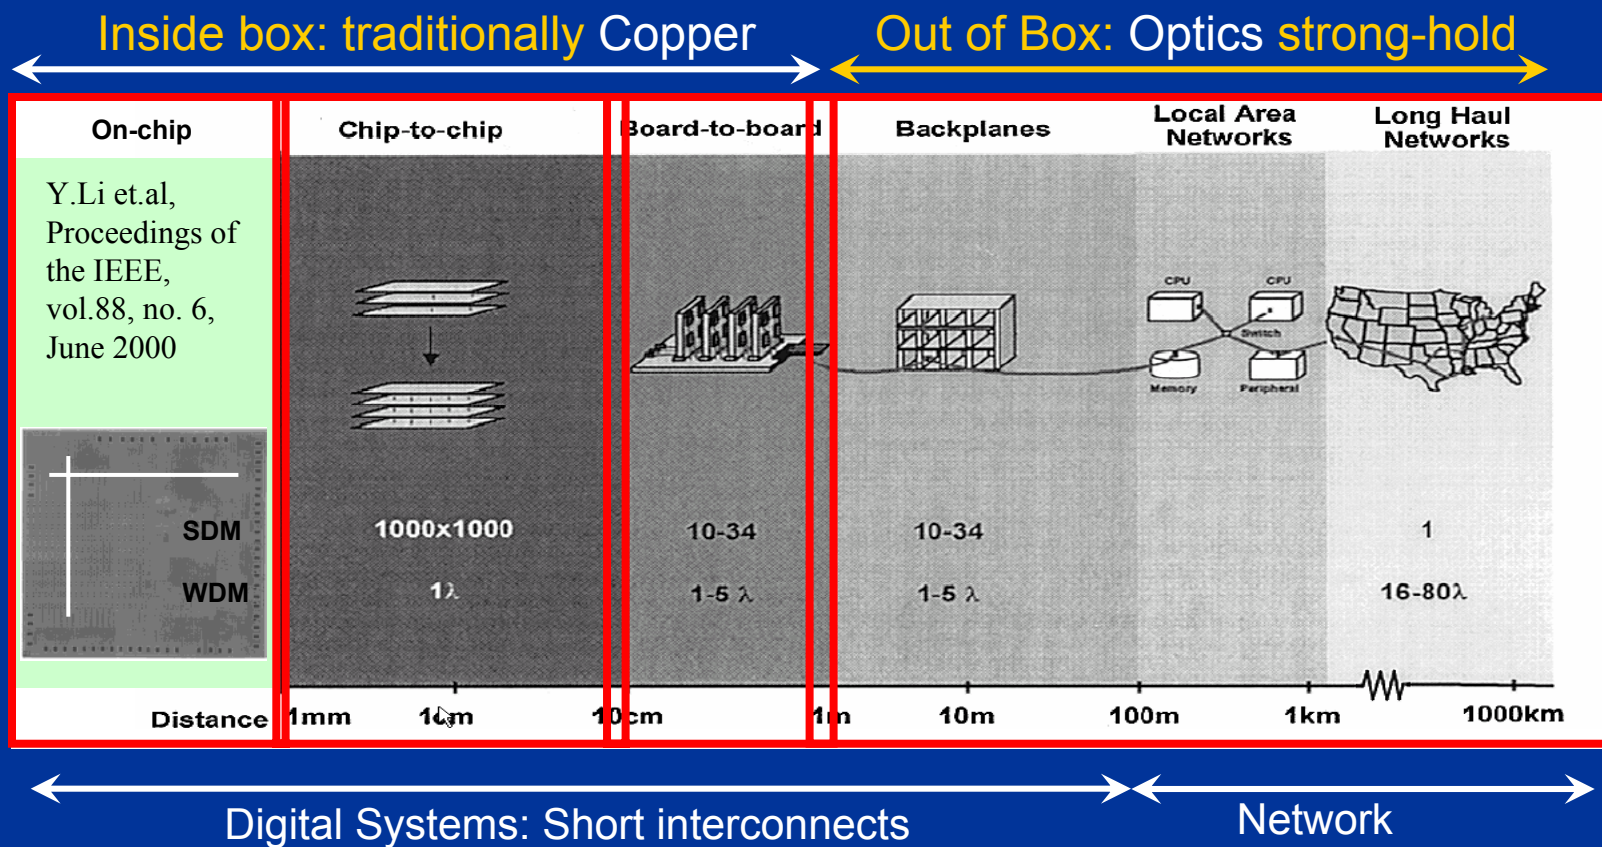 Inside box: traditionally Copper
Out of Box: Optics strong-hold
On-chip
Chip-to-chip
Board-to-board
Backplanes
Local Area
Networks
Long Haul
Networks
Y.Li et.al,
Proceedings of
the IEEE,
vol.88, no. 6,
June 2000
CPU
CPU
Switch
Memory
Peripheral
SDM
1000x1000
10-34
10-34
1
WDM
1λ
1-5 λ
1-5 λ
16-80λ
Distance
1mm
1cm
10cm
1m
10m
100m
1km
1000km
Digital Systems: Short interconnects
Network